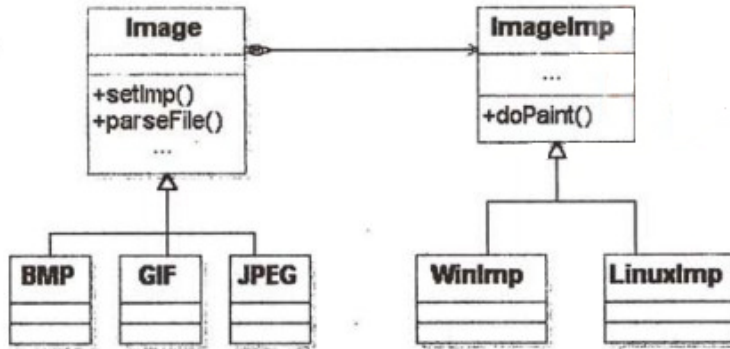 Image
+setImp()
+parseFile()
...
ImageImp
...
+doPaint()
BMP
GIF
JPEG
WinImp
LinuxImp